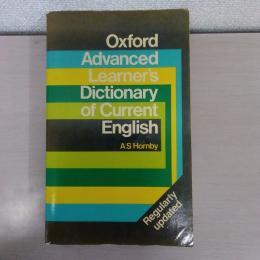 Oxford
Advanced
Learner's
Dictionary
of Current
English
A S Hornby
Regularly
updated